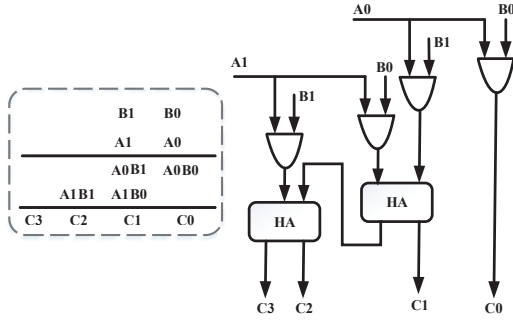 A0 B0
B1
A1 B0
B1
B1 B0
A1 A0
A0B1 A0B0
A1B1 A1B0
C3 C2 C1 C0
HA
HA
C3 C2 C1 C0